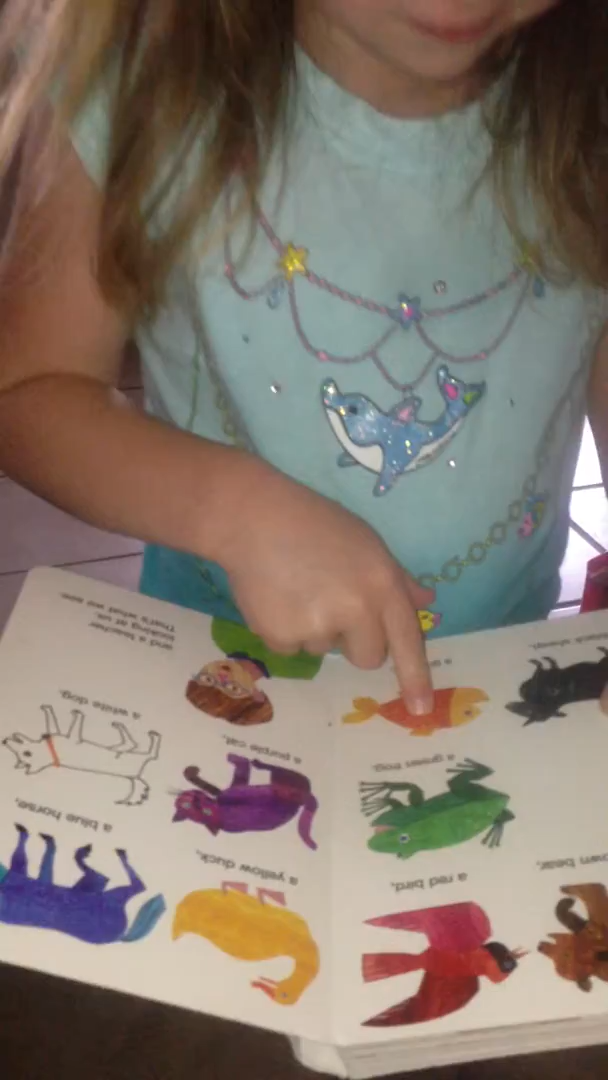 a red bird,
a green frog,
sheep,
a yellow duck,
a blue horse,
a purple cat,
a white dog,
and a teacher
looking at us.
That's what we see.